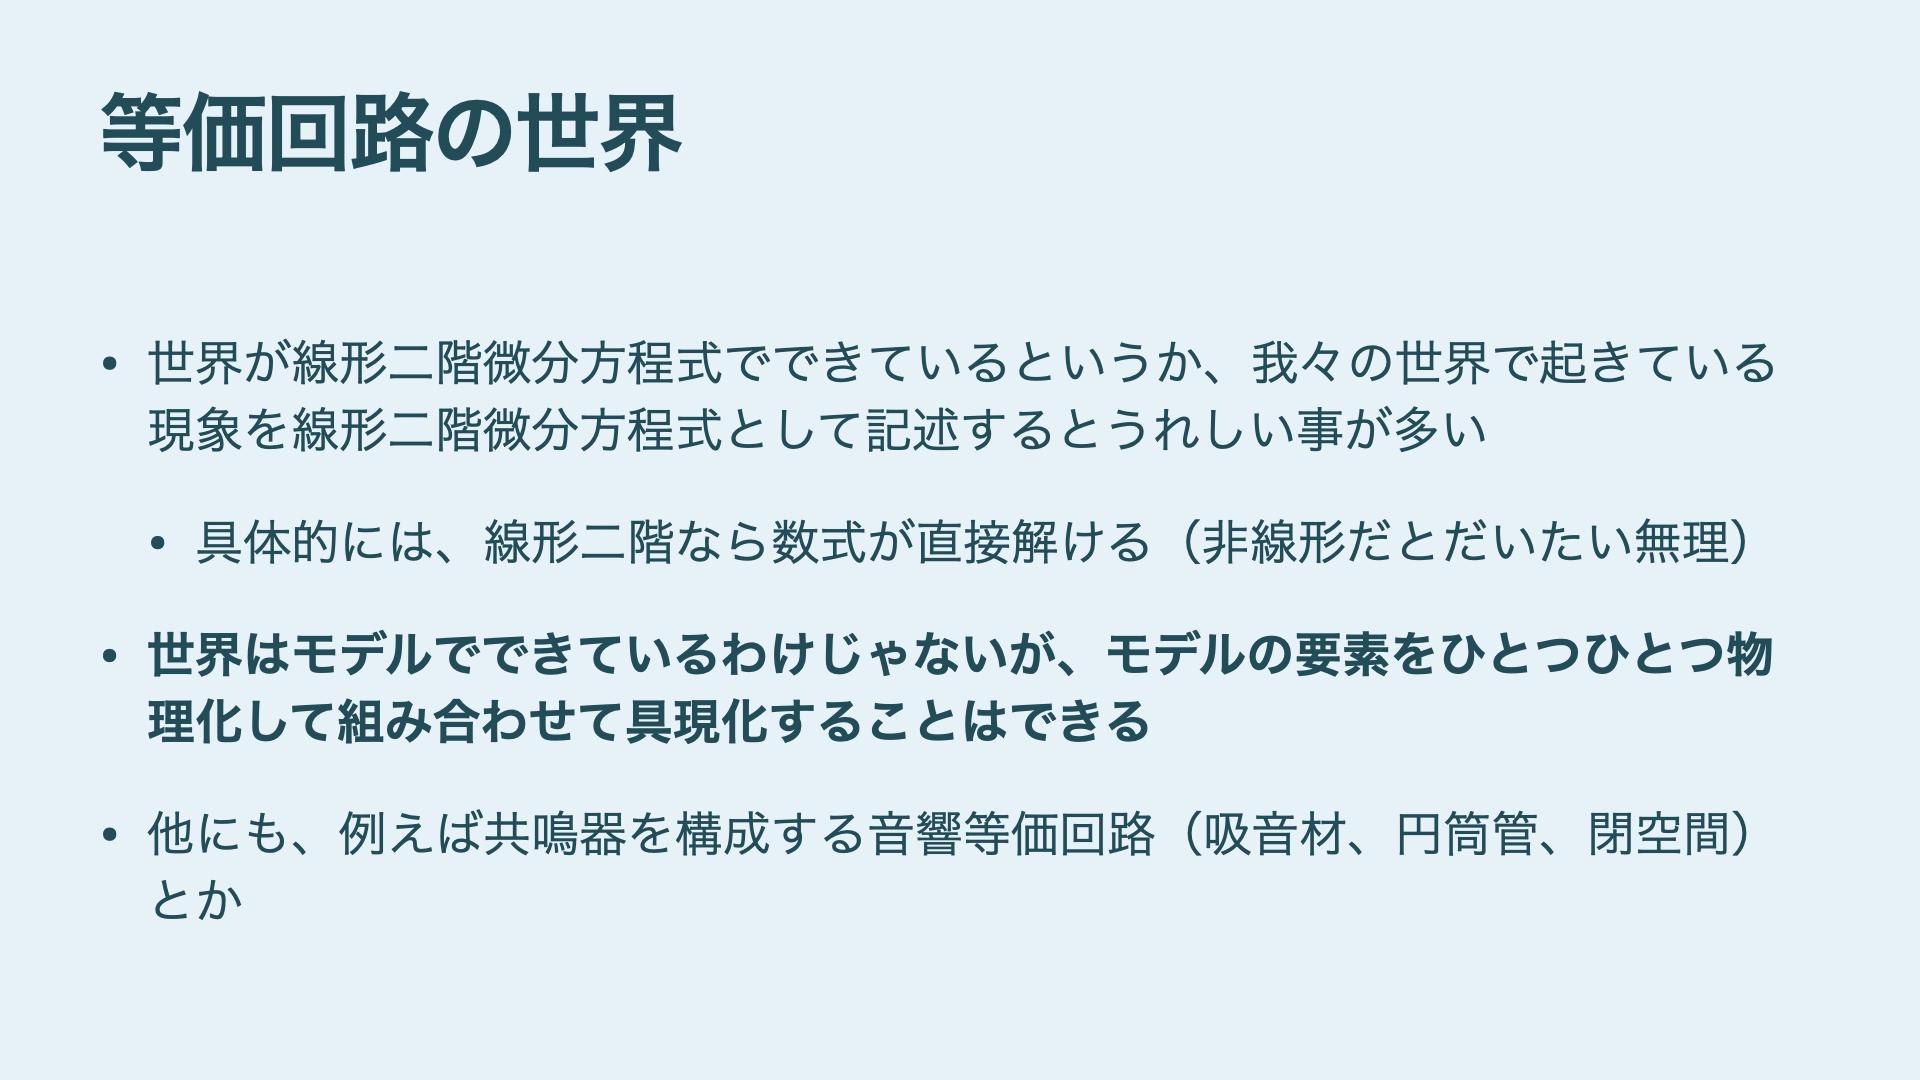 等価回路の世界
• 世界が線形二階微分方程式でできているというか、我々の世界で起きている
現象を線形二階微分方程式として記述するとうれしい事が多い
• 具体的には、線形二階なら数式が直接解ける（非線形だとだいたい無理）
• 世界はモデルでできているわけじゃないが、モデルの要素をひとつひとつ物
理化して組み合わせて具現化することはできる
• 他にも、例えば共鳴器を構成する音響等価回路（吸音材、円筒管、閉空間）
とか